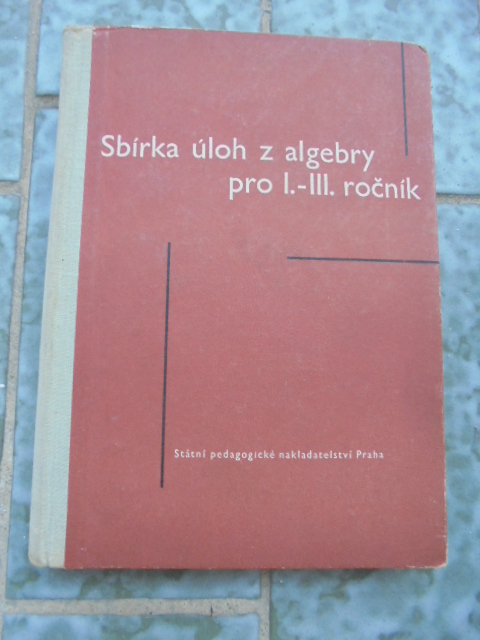 Sbírka úloh z algebry
pro I.-III. ročník
Státní pedagogické nakladatelství Praha